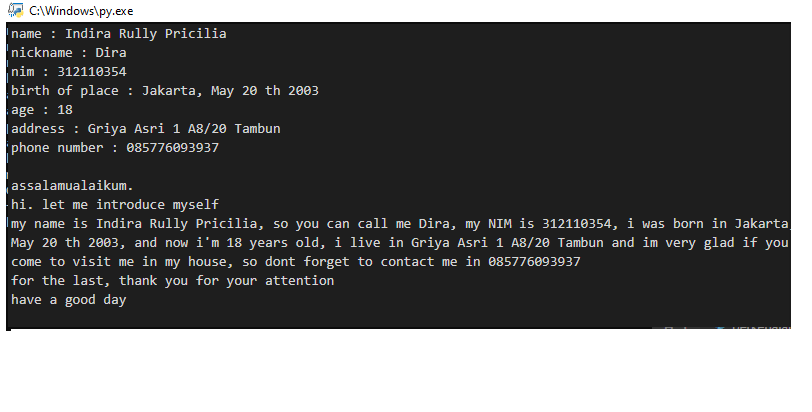 C:\Windows\py.exe
name : Indira Rully Pricilia
nickname : Dira
nim : 312110354
birth of place : Jakarta, May 20 th 2003
age : 18
address : Griya Asri 1 A8/20 Tambun
phone number : 085776093937
assalamualaikum.
hi. let me introduce myself
my name is Indira Rully Pricilia, so you can call me Dira, my NIM is 312110354, i was born in Jakarta,
May 20 th 2003, and now i'm 18 years old, i live in Griya Asri 1 A8/20 Tambun and im very glad if you
come to visit me in my house, so dont forget to contact me in 085776093937
for the last, thank you for your attention
have a good day